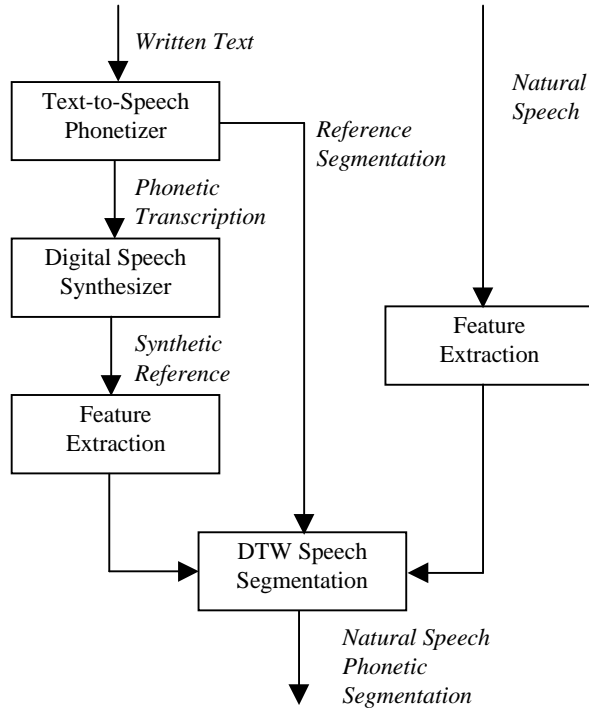 Written Text
Text-to-Speech
Phonetizer
Natural
Speech
Reference
Segmentation
Phonetic
Transcription
Digital Speech
Synthesizer
Feature
Extraction
Synthetic
Reference
Feature
Extraction
DTW Speech
Segmentation
Natural Speech
Phonetic
Segmentation